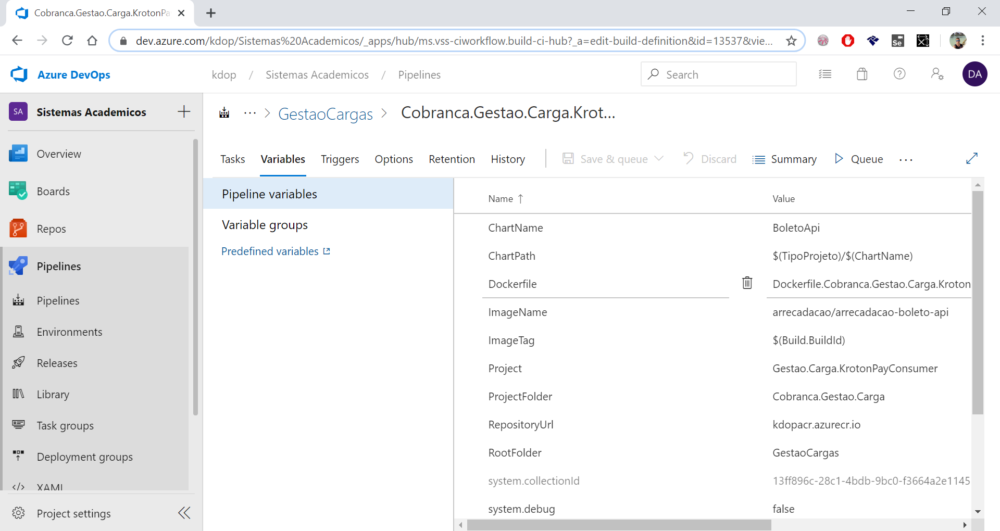 Cobranca.Gestao.Carga.KrotonPa
dev.azure.com/kdop/Sistemas%20Academicos/_apps/hub/ms.vss-ciworkflow.build-ci-hub?_a=edit-build-definition&id=13537&vie...
Se
Azure DevOps
kdop / Sistemas Academicos / Pipelines
Search
DA
SA Sistemas Academicos
Overview
Boards
Repos
Pipelines
Pipelines
Environments
Releases
Library
Task groups
Deployment groups
XAML
Project settings
... > GestaoCargas > Cobranca.Gestao.Carga.Krot...
Tasks Variables Triggers Options Retention History Save & queue Discard Summary Queue ...
Pipeline variables
Variable groups
Predefined variables
Name ↑ Value
ChartName BoletoApi
ChartPath $(TipoProjeto)/$(ChartName)
Dockerfile Dockerfile.Cobranca.Gestao.Carga.Kroton
ImageName arrecadacao/arrecadacao-boleto-api
ImageTag $(Build.BuildId)
Project Gestao.Carga.KrotonPayConsumer
ProjectFolder Cobranca.Gestao.Carga
RepositoryUrl kdopacr.azurecr.io
RootFolder GestaoCargas
system.collectionId 13ff896c-28c1-4bdb-9bc0-f3664a2e1145
system.debug false